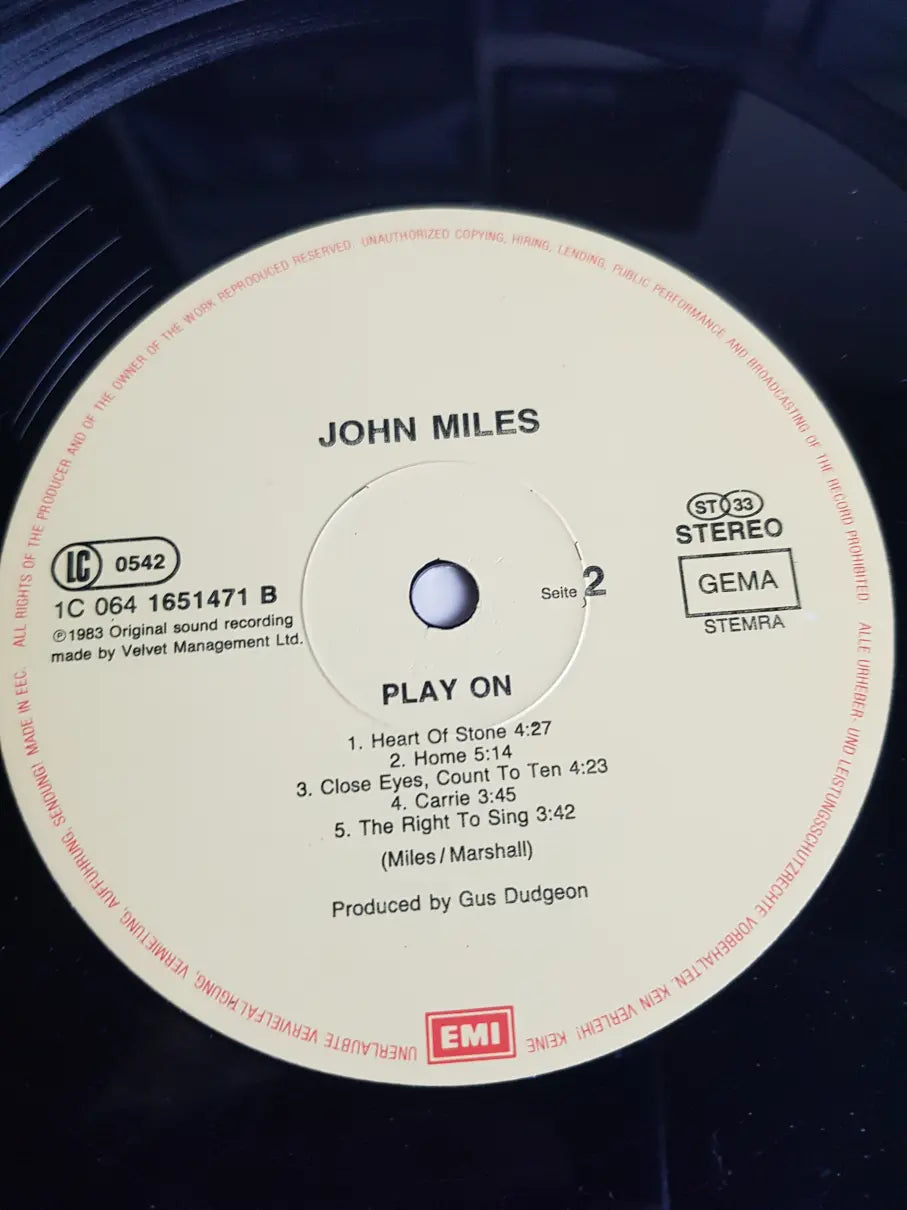 JOHN MILES
LC 0542
1C 064 1651471 B
℗1983 Original sound recording
made by Velvet Management Ltd.
Seite 2
ST 33
STEREO
GEMA
STEMRA
PLAY ON
1. Heart Of Stone 4:27
2. Home 5:14
3. Close Eyes, Count To Ten 4:23
4. Carrie 3:45
5. The Right To Sing 3:42
(Miles/Marshall)
Produced by Gus Dudgeon
EMI
ALL RIGHTS OF THE PRODUCER AND OF THE OWNER OF THE WORK REPRODUCED RESERVED. UNAUTHORIZED COPYING, HIRING, LENDING, PUBLIC PERFORMANCE AND BROADCASTING OF THE RECORD PROHIBITED. ALLE URHEBER- UND LEISTUNGSSCHUTZRECHTE VORBEHALTEN. KEIN VERLEIH! KEINE UNERLAUBTE VERVIELFÄLTIGUNG, VERMIETUNG, AUFFÜHRUNG, SENDUNG! MADE IN EEC.